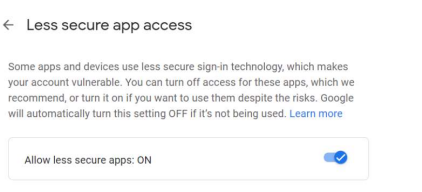 Less secure app access
Some apps and devices use less secure sign-in technology, which makes
your account vulnerable. You can turn off access for these apps, which we
recommend, or turn it on if you want to use them despite the risks. Google
will automatically turn this setting OFF if it's not being used. Learn more
Allow less secure apps: ON